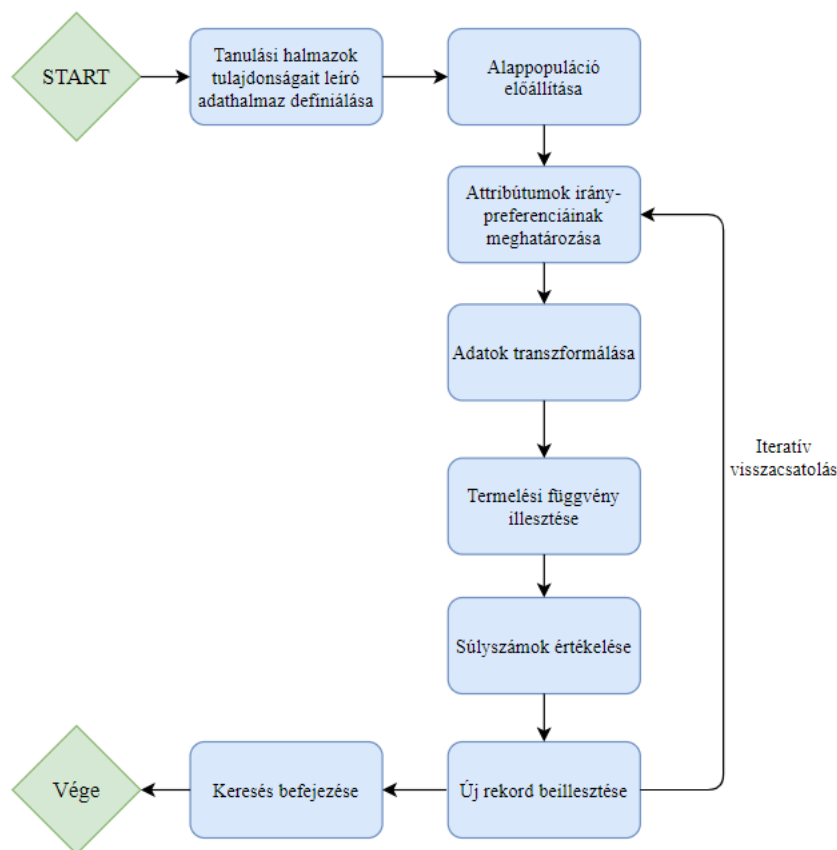 START
Tanulási halmazok
tulajdonságait leíró
adathalmaz definiálása
Alappopuláció
előállítása
Attribútumok irány-
preferenciáinak
meghatározása
Adatok transzformálása
Termelési függvény
illesztése
Súlyszámok értékelése
Új rekord beillesztése
Iteratív
visszacsatolás
Keresés befejezése
Vége